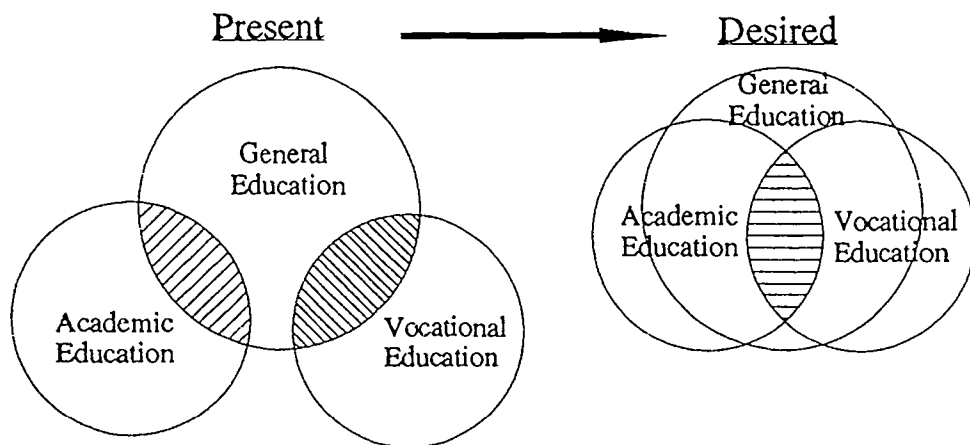 Present
Desired
General
Education
Academic
Education
Vocational
Education
General
Education
Academic
Education
Vocational
Education